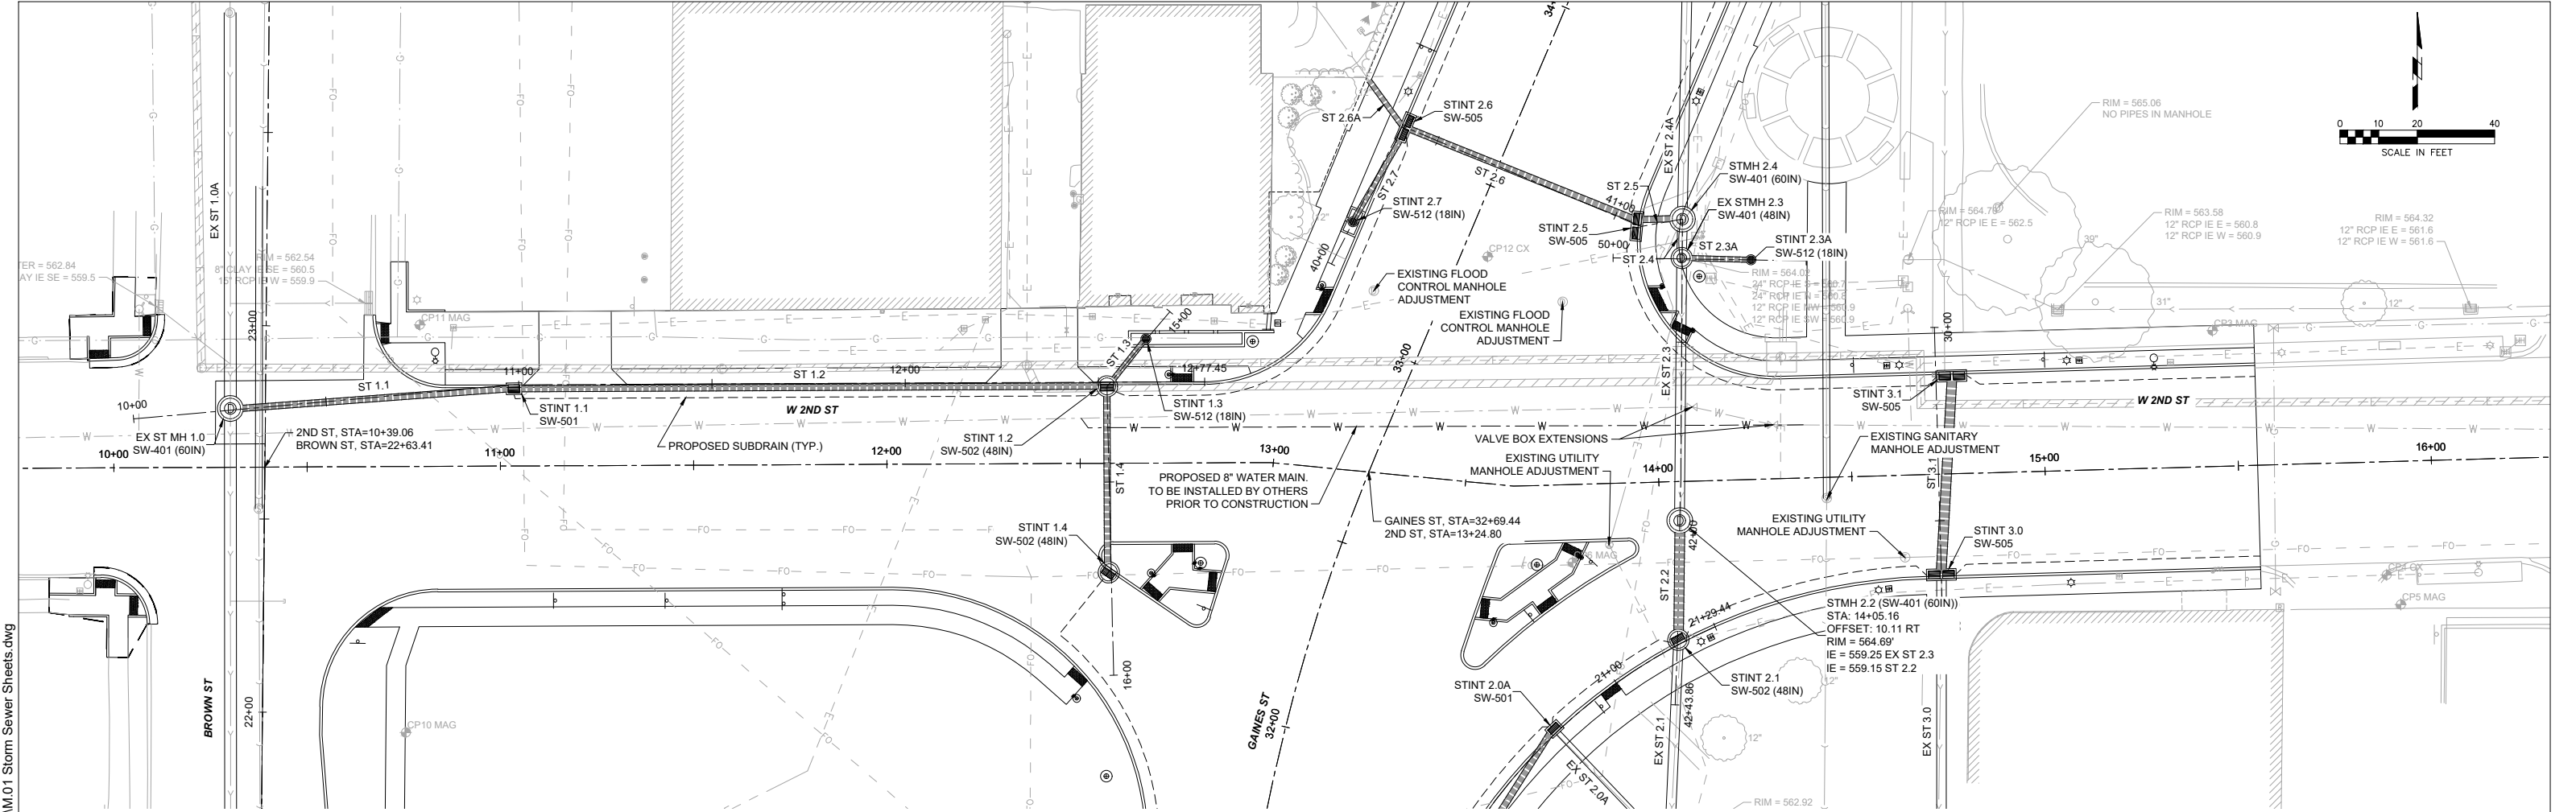 34+
RIM = 565.06
NO PIPES IN MANHOLE
0 10 20 40
SCALE IN FEET
EX ST 1.0A
EX ST 2.4A
ST 2.6A
STINT 2.6
SW-505
ST 2.6
ST 2.7
STINT 2.7
SW-512 (18IN)
ST 2.5
41+00
STMH 2.4
SW-401 (60IN)
EX STMH 2.3
SW-401 (48IN)
STINT 2.5
SW-505
50+00
ST 2.4
ST 2.3A
STINT 2.3A
SW-512 (18IN)
12"
39"
12" RCP IE E = 562.5
RIM = 563.58
12" RCP IE E = 560.8
12" RCP IE W = 560.9
RIM = 564.32
12" RCP IE E = 561.6
12" RCP IE W = 561.6
CP12 CX
40+00
RIM = 562.54
8" CLAY IE SE = 560.5
15" RCP IE W = 559.9
TER = 562.84
AY IE SE = 559.5
EXISTING FLOOD
CONTROL MANHOLE
ADJUSTMENT
EXISTING FLOOD
CONTROL MANHOLE
ADJUSTMENT
31"
12"
CP11 MAG
CP3 MAG
23+00
15+00
30+00
33+00
ST 1.1
11+00
ST 1.2
12+00
ST 1.3
12+77.45
EX ST 2.3
10+00
STINT 1.1
SW-501
W 2ND ST
STINT 1.3
SW-512 (18IN)
STINT 3.1
SW-505
W 2ND ST
EX ST MH 1.0
SW-401 (60IN)
2ND ST, STA=10+39.06
BROWN ST, STA=22+63.41
PROPOSED SUBDRAIN (TYP.)
STINT 1.2
SW-502 (48IN)
VALVE BOX EXTENSIONS
EXISTING SANITARY
MANHOLE ADJUSTMENT
10+00
11+00
12+00
13+00
14+00
15+00
16+00
EXISTING UTILITY
MANHOLE ADJUSTMENT
PROPOSED 8" WATER MAIN.
TO BE INSTALLED BY OTHERS
PRIOR TO CONSTRUCTION
ST 1.4
ST 3.1
GAINES ST, STA=32+69.44
2ND ST, STA=13+24.80
STINT 1.4
SW-502 (48IN)
EXISTING UTILITY
MANHOLE ADJUSTMENT
STINT 3.0
SW-505
42+00
CP6 MAG
CP4 CX
CP5 MAG
ST 2.2
21+29.44
STMH 2.2 (SW-401 (60IN))
STA: 14+05.16
OFFSET: 10.11 RT
RIM = 564.69'
IE = 559.25 EX ST 2.3
IE = 559.15 ST 2.2
21+00
16+00
STINT 2.0A
SW-501
STINT 2.1
SW-502 (48IN)
12"
12"
BROWN ST
22+00
CP10 MAG
GAINES ST
32+00
EX ST 2.1
42+43.86
EX ST 3.0
EX ST 2.0A
RIM = 562.92
M.01 Storm Sewer Sheets.dwg